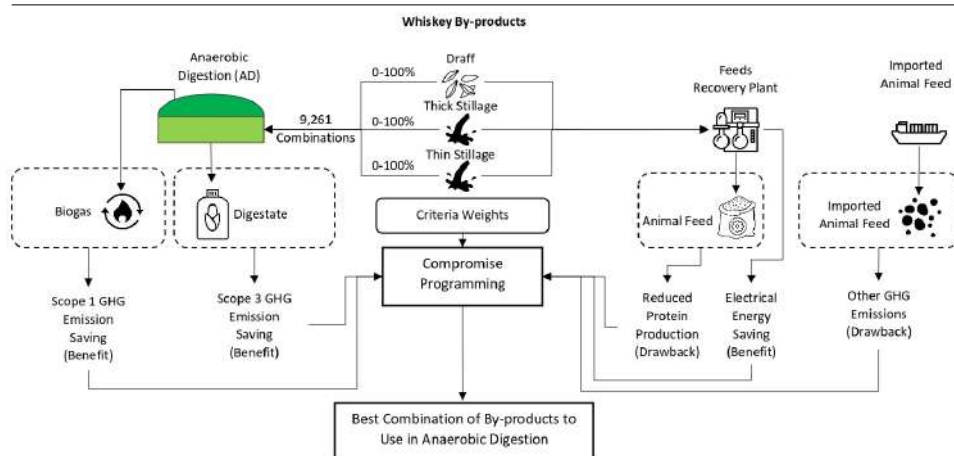 Whiskey By-products
Anaerobic
Digestion (AD)
9,261
Combinations
0-100%
Draff
0-100%
Thick Stillage
0-100%
Thin Stillage
Feeds
Recovery Plant
Imported
Animal Feed
Biogas
Digestate
Criteria Weights
Animal Feed
Imported
Animal Feed
Compromise
Programming
Scope 1 GHG
Emission
Saving
(Benefit)
Scope 3 GHG
Emission
Saving
(Benefit)
Reduced
Protein
Production
(Drawback)
Electrical
Energy
Saving
(Benefit)
Other GHG
Emissions
(Drawback)
Best Combination of By-products to
Use in Anaerobic Digestion